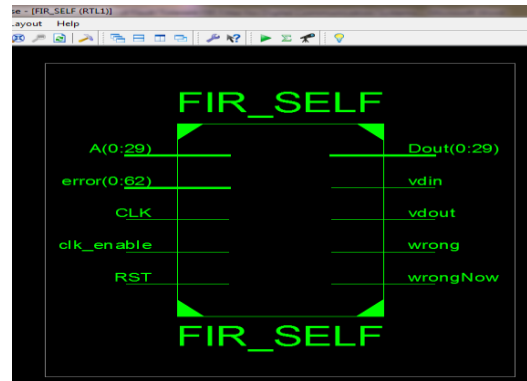 se - [FIR_SELF (RTL1)]
Layout Help
FIR_SELF
A(0:29) Dout(0:29)
error(0:62) vdin
CLK vdout
clk_enable wrong
RST wrongNow
FIR_SELF